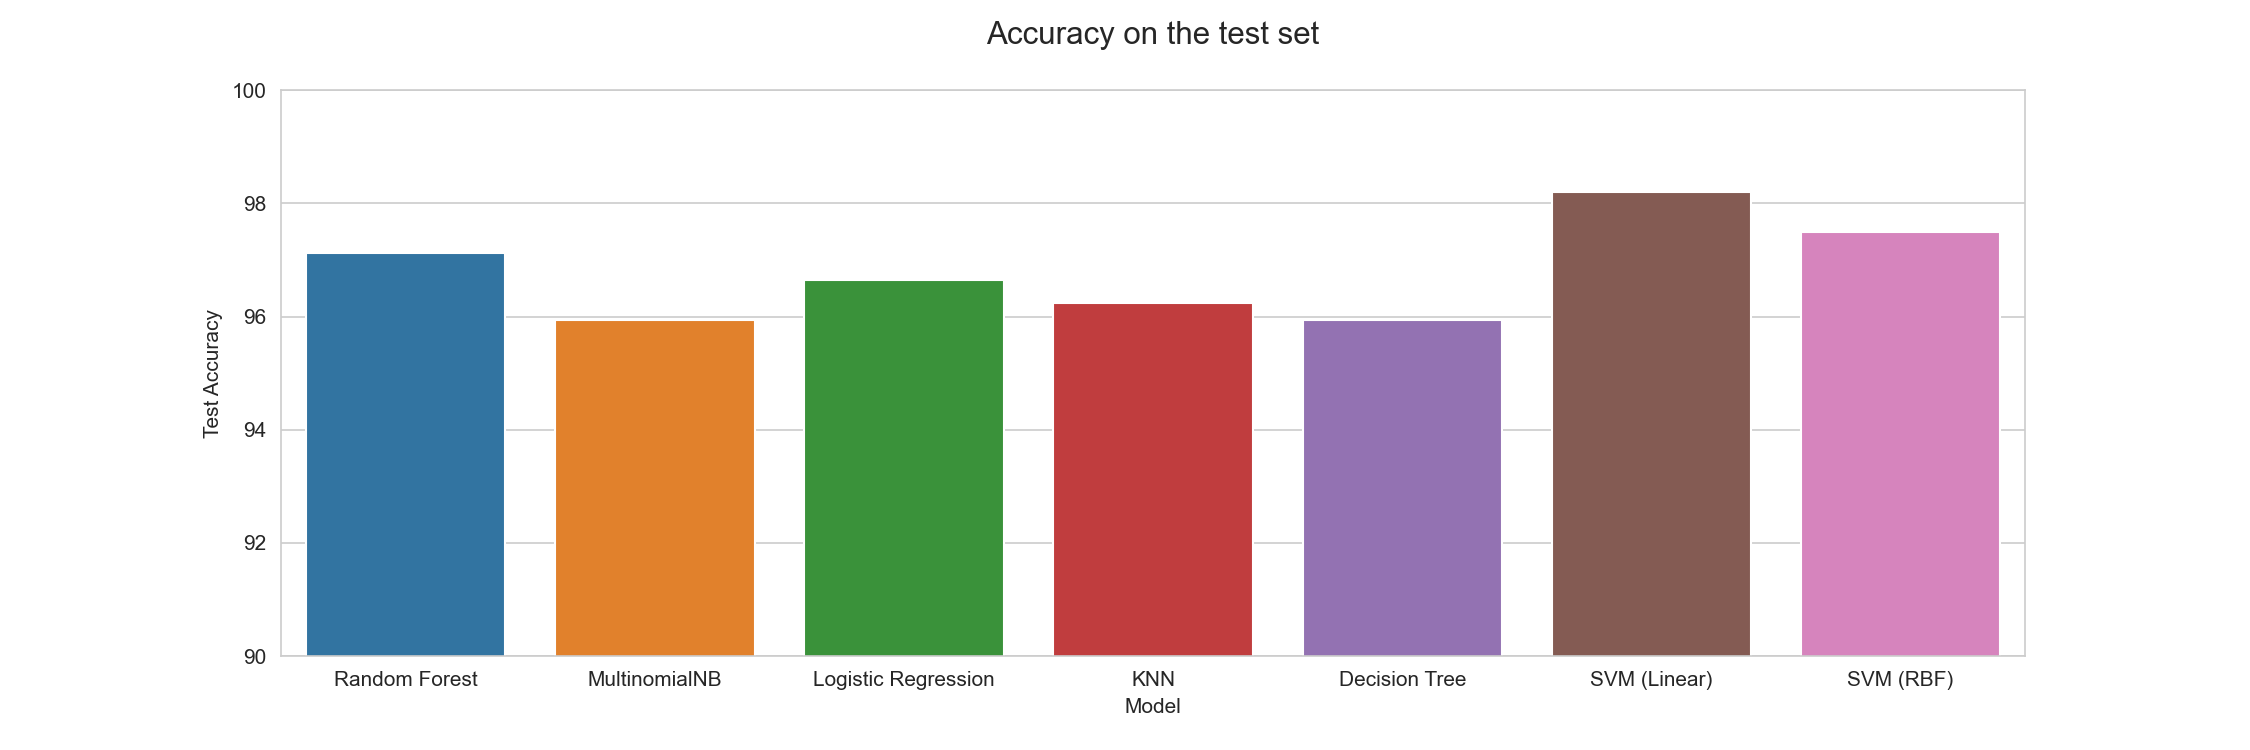 Accuracy on the test set
100
98
96
94
92
90
Test Accuracy
Random Forest MultinomialNB Logistic Regression KNN Decision Tree SVM (Linear) SVM (RBF)
Model